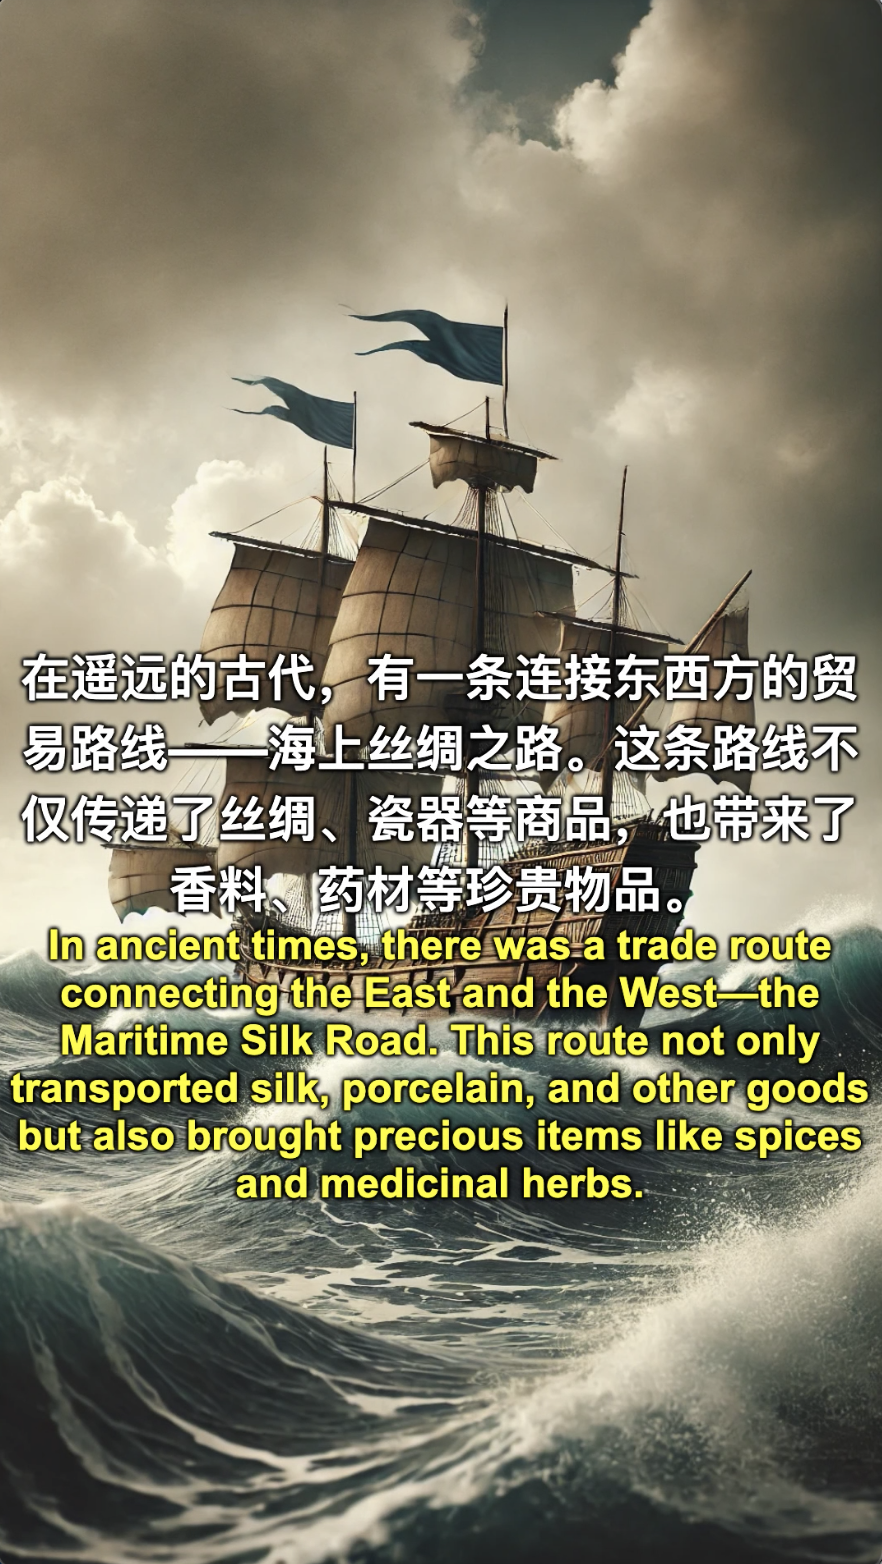 在遥远的古代，有一条连接东西方的贸
易路线——海上丝绸之路。这条路线不
仅传递了丝绸、瓷器等商品，也带来了
香料、药材等珍贵物品。
In ancient times, there was a trade route
connecting the East and the West—the
Maritime Silk Road. This route not only
transported silk, porcelain, and other goods
but also brought precious items like spices
and medicinal herbs.